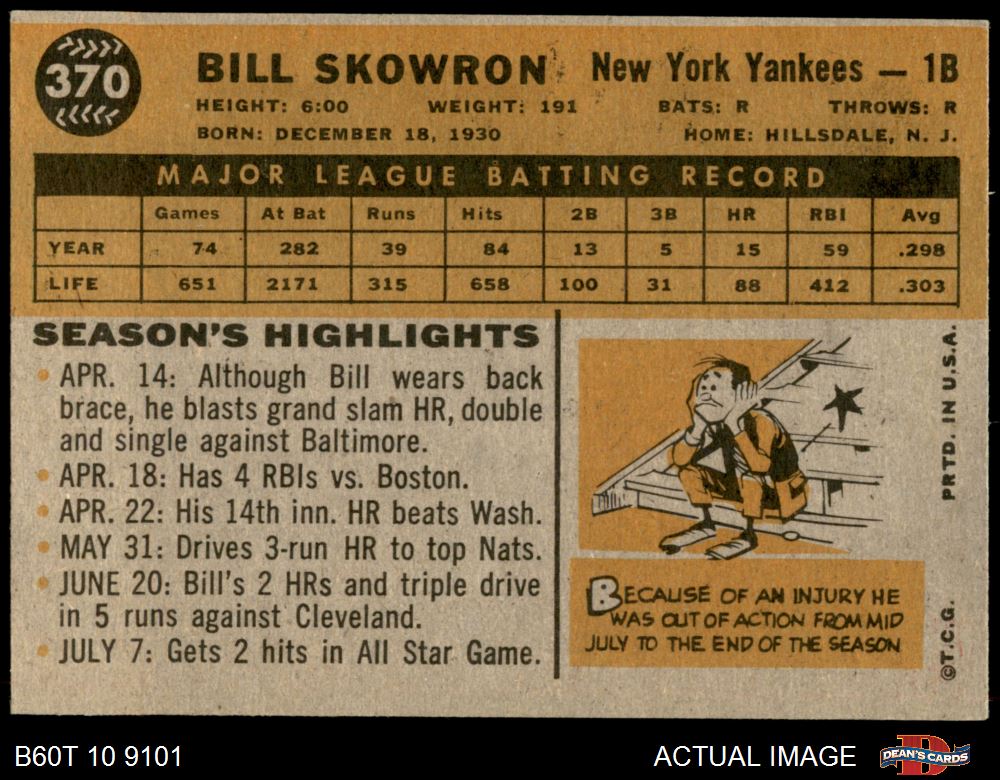 370
BILL SKOWRON New York Yankees — 1B
HEIGHT: 6:00 WEIGHT: 191 BATS: R THROWS: R
BORN: DECEMBER 18, 1930 HOME: HILLSDALE, N. J.
MAJOR LEAGUE BATTING RECORD
Games At Bat Runs Hits 2B 3B HR RBI Avg
YEAR 74 282 39 84 13 5 15 59 .298
LIFE 651 2171 315 658 100 31 88 412 .303
SEASON'S HIGHLIGHTS
• APR. 14: Although Bill wears back
brace, he blasts grand slam HR, double
and single against Baltimore.
• APR. 18: Has 4 RBIs vs. Boston.
• APR. 22: His 14th inn. HR beats Wash.
• MAY 31: Drives 3-run HR to top Nats.
• JUNE 20: Bill's 2 HRs and triple drive
in 5 runs against Cleveland.
• JULY 7: Gets 2 hits in All Star Game.
BECAUSE OF AN INJURY HE
WAS OUT OF ACTION FROM MID
JULY TO THE END OF THE SEASON
©T.C.G. PRTD. IN U.S.A.
B60T 10 9101 ACTUAL IMAGE DEAN'S CARDS